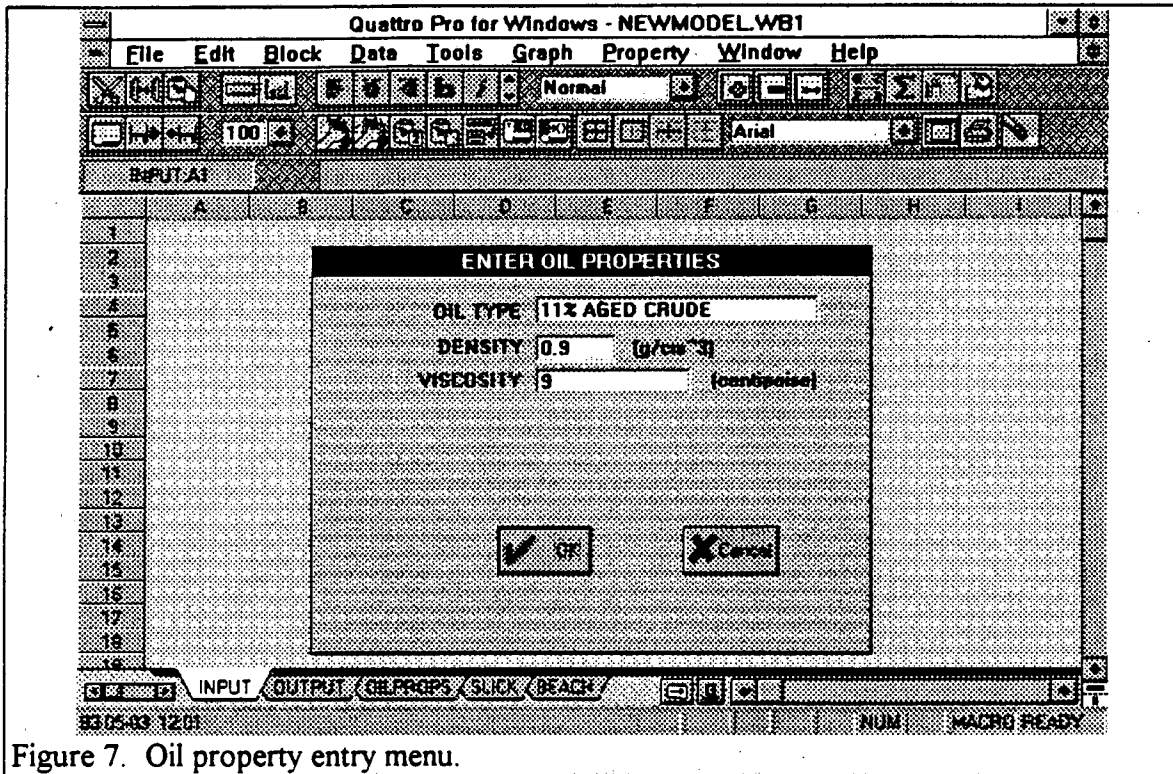 Quattro Pro for Windows - NEWMODEL.WB1
File Edit Block Data Tools Graph Property Window Help
Normal
100 Arial
INPUT:A1
A B C D E F G H I
1
2
3
4
5
6
7
8
9
10
11
12
13
14
15
16
17
18
19
ENTER OIL PROPERTIES
OIL TYPE 11% AGED CRUDE
DENSITY 0.9 (g/cm^3)
VISCOSITY 9 (centipoise)
OK Cancel
INPUT OUTPUT OILPROPS SLICK BEACH
NUM MACRO READY
Figure 7. Oil property entry menu.